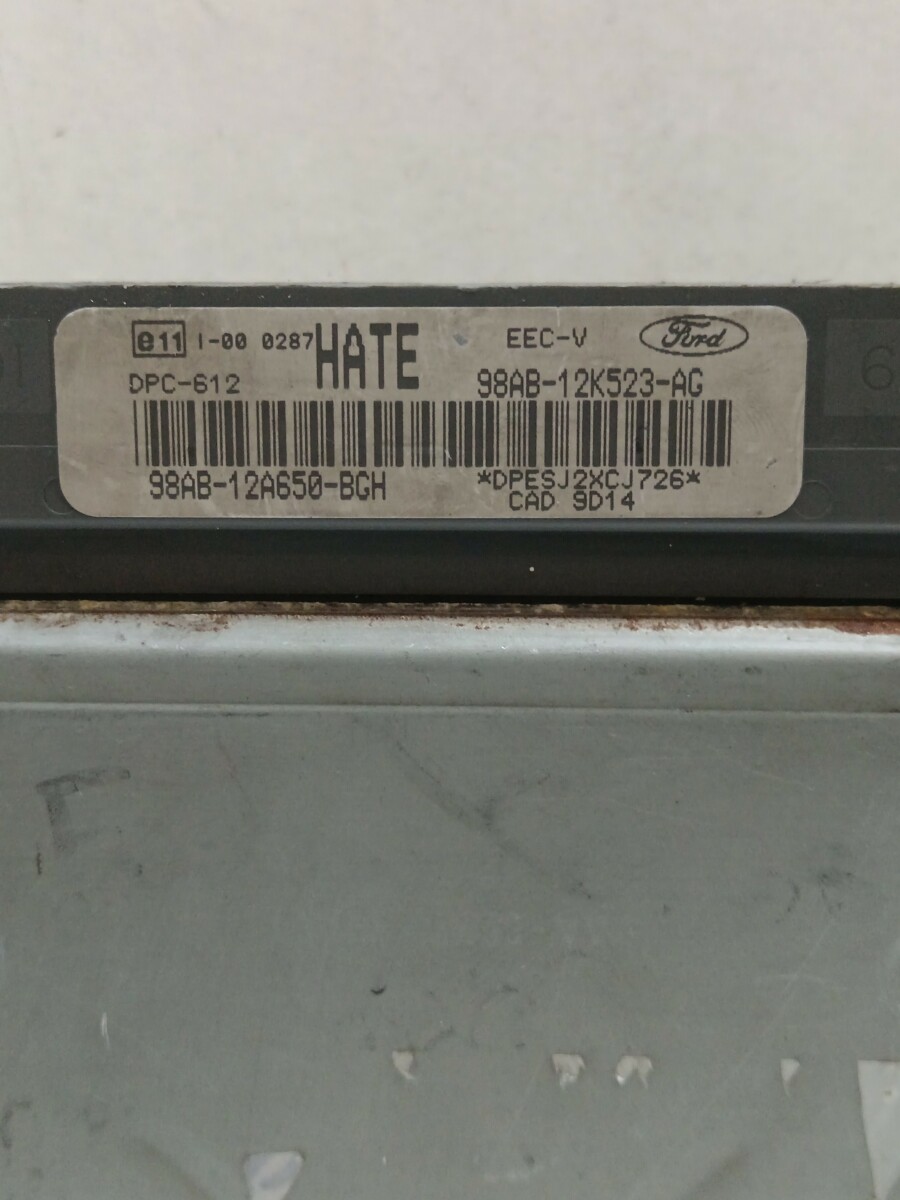 e11 I-00 0287 HATE EEC-V Ford
DPC-612 98AB-12K523-AG
98AB-12A650-BGH *DPESJ2XCJ726*
CAD 9D14